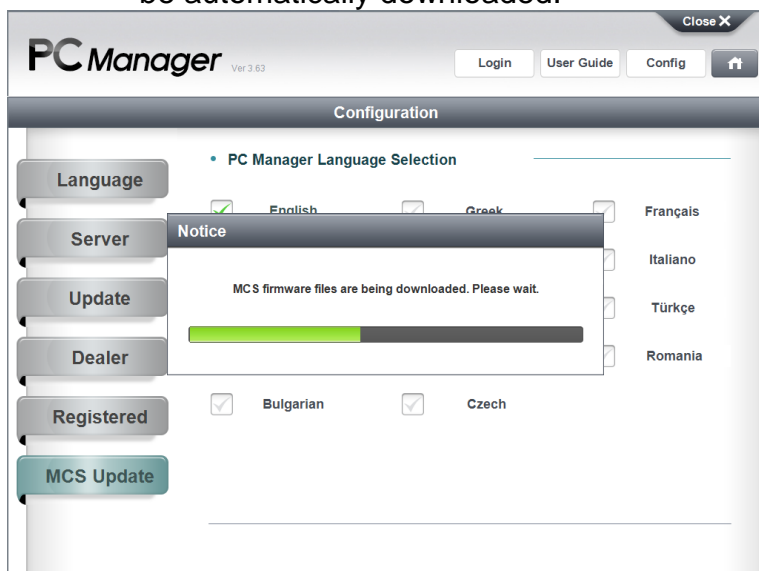 be automatically downloaded.
Close X
PC Manager Ver 3.63
Login User Guide Config
Configuration
Language
Server
Update
Dealer
Registered
MCS Update
• PC Manager Language Selection
English Greek Français
Italiano
Türkçe
Romania
Bulgarian Czech
Notice
MCS firmware files are being downloaded. Please wait.